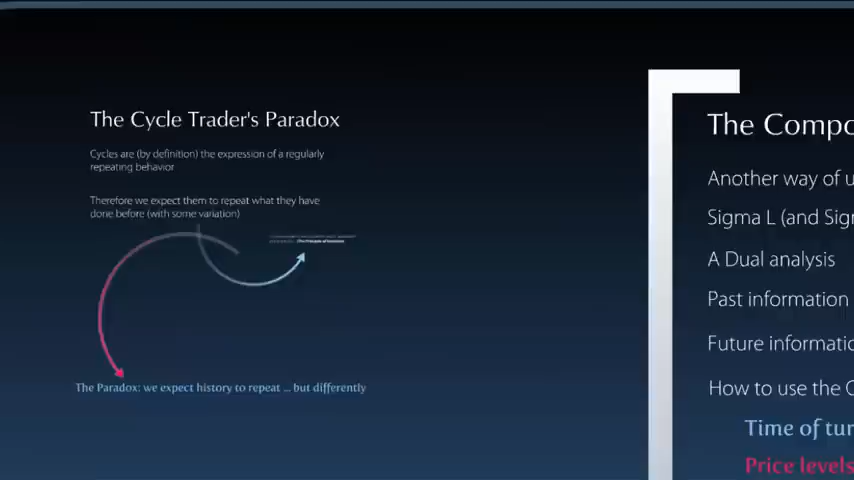 The Cycle Trader's Paradox
Cycles are (by definition) the expression of a regularly
repeating behavior
Therefore we expect them to repeat what they have
done before (with some variation)
The Paradox: we expect history to repeat ... but differently
The Compo
Another way of u
Sigma L (and Sigr
A Dual analysis
Past information
Future informatio
How to use the C
Time of tur
Price levels